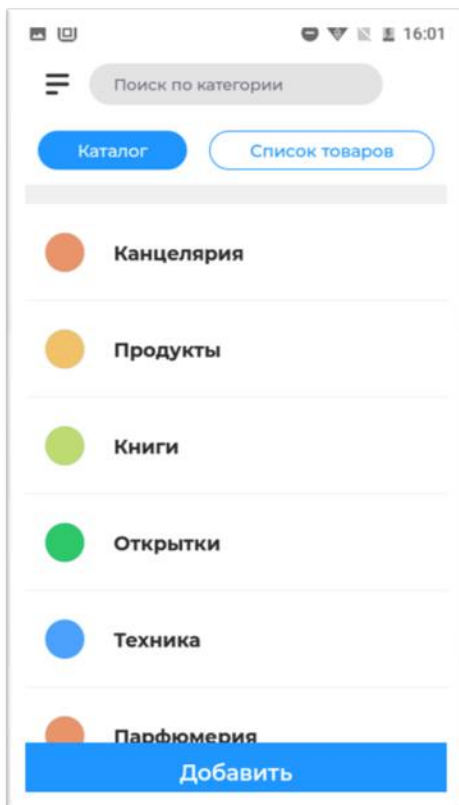 16:01
Поиск по категории
Каталог
Список товаров
Канцелярия
Продукты
Книги
Открытки
Техника
Парфюмерия
Добавить